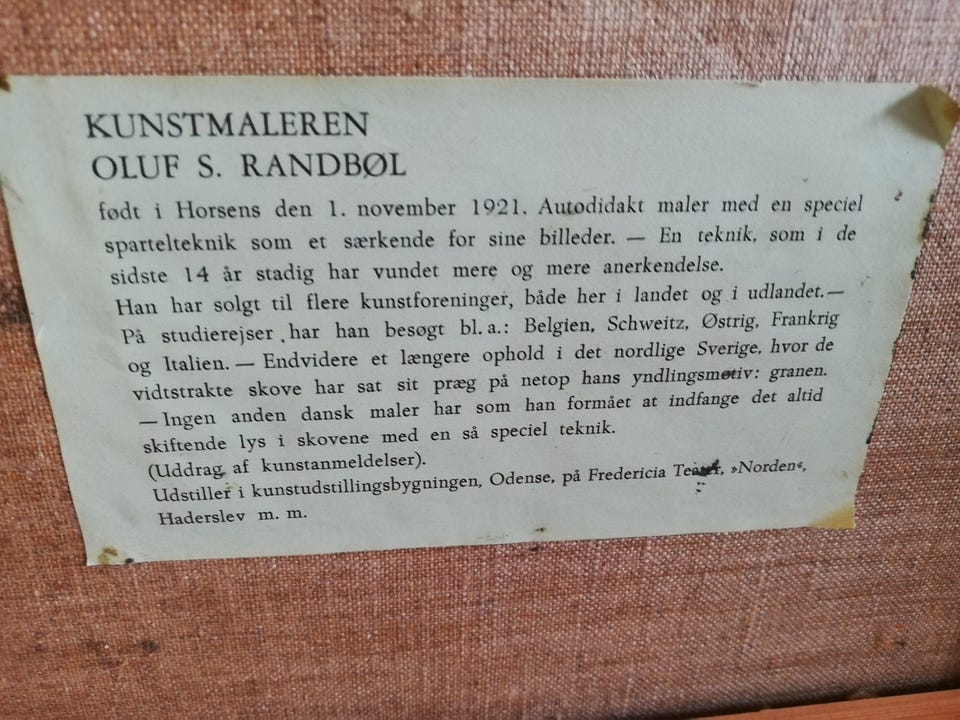 KUNSTMALEREN
OLUF S. RANDBØL
født i Horsens den 1. november 1921. Autodidakt maler med en speciel
spartelteknik som et særkende for sine billeder. — En teknik, som i de
sidste 14 år stadig har vundet mere og mere anerkendelse.
Han har solgt til flere kunstforeninger, både her i landet og i udlandet.—
På studierejser har han besøgt bl. a.: Belgien, Schweitz, Østrig, Frankrig
og Italien. — Endvidere et længere ophold i det nordlige Sverige, hvor de
vidtstrakte skove har sat sit præg på netop hans yndlingsmotiv: granen.
— Ingen anden dansk maler har som han formået at indfange det altid
skiftende lys i skovene med en så speciel teknik.
(Uddrag af kunstanmeldelser).
Udstiller i kunstudstillingsbygningen, Odense, på Fredericia Teater, »Norden«,
Haderslev m. m.